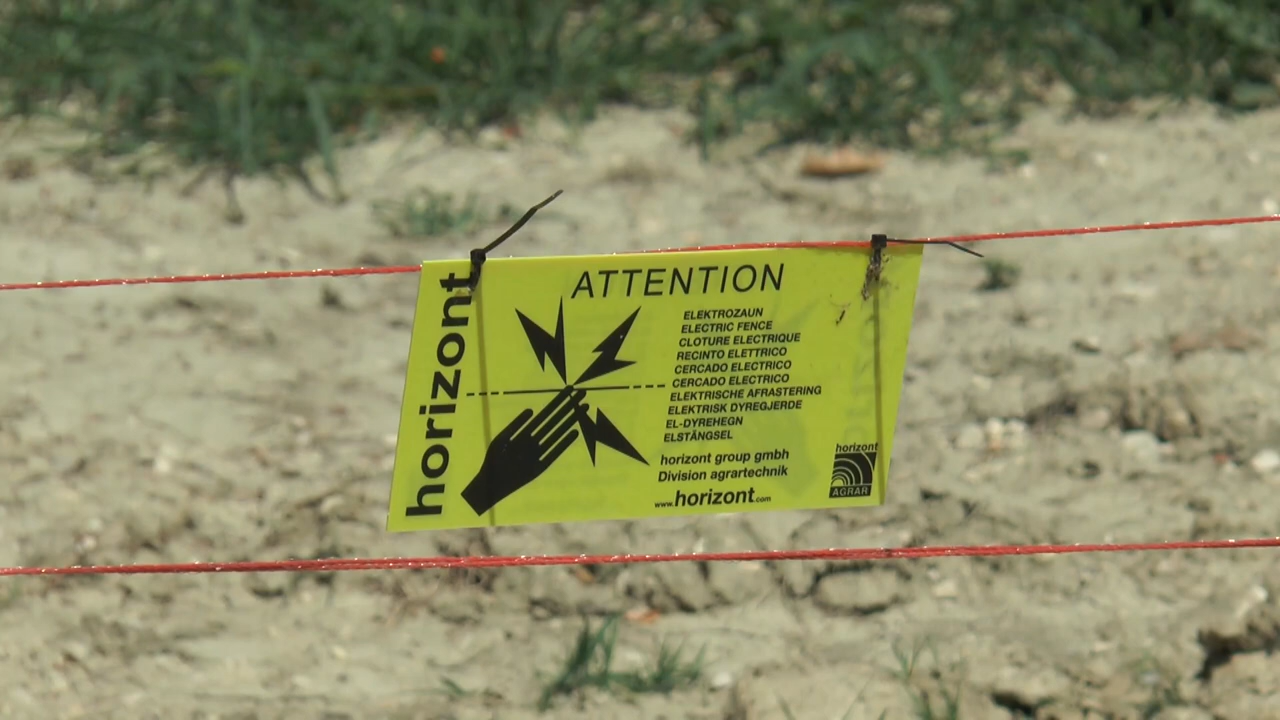 horizont
ATTENTION
ELEKTROZAUN
ELECTRIC FENCE
CLOTURE ELECTRIQUE
RECINTO ELETTRICO
CERCADO ELECTRICO
CERCADO ELECTRICO
ELEKTRISCHE AFRASTERING
ELEKTRISK DYREGJERDE
EL-DYREHEGN
ELSTÄNGSEL
horizont group gmbh
Division agrartechnik
www.horizont.com
horizont
AGRAR